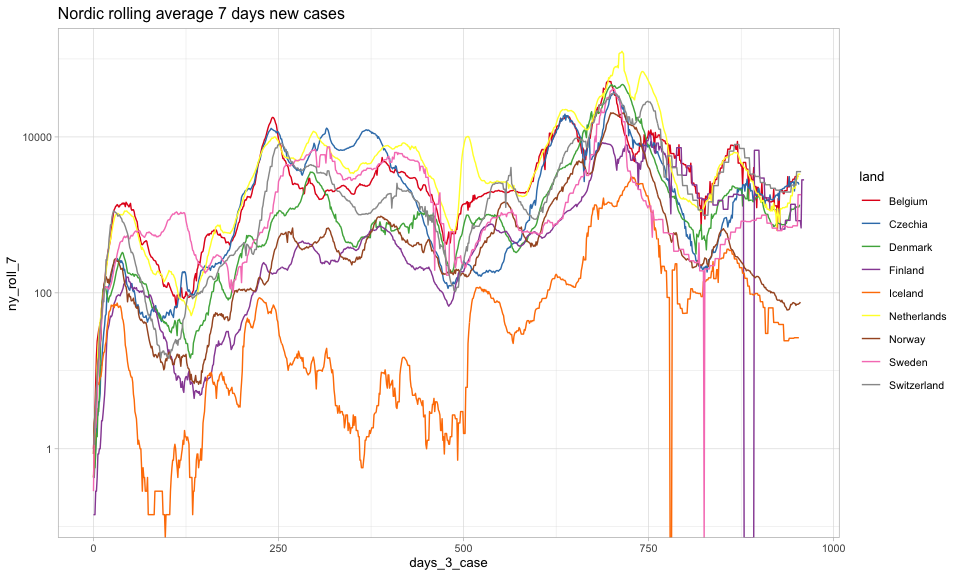 Nordic rolling average 7 days new cases
ny_roll_7
10000
100
1
0
250
500
750
1000
days_3_case
land
Belgium
Czechia
Denmark
Finland
Iceland
Netherlands
Norway
Sweden
Switzerland